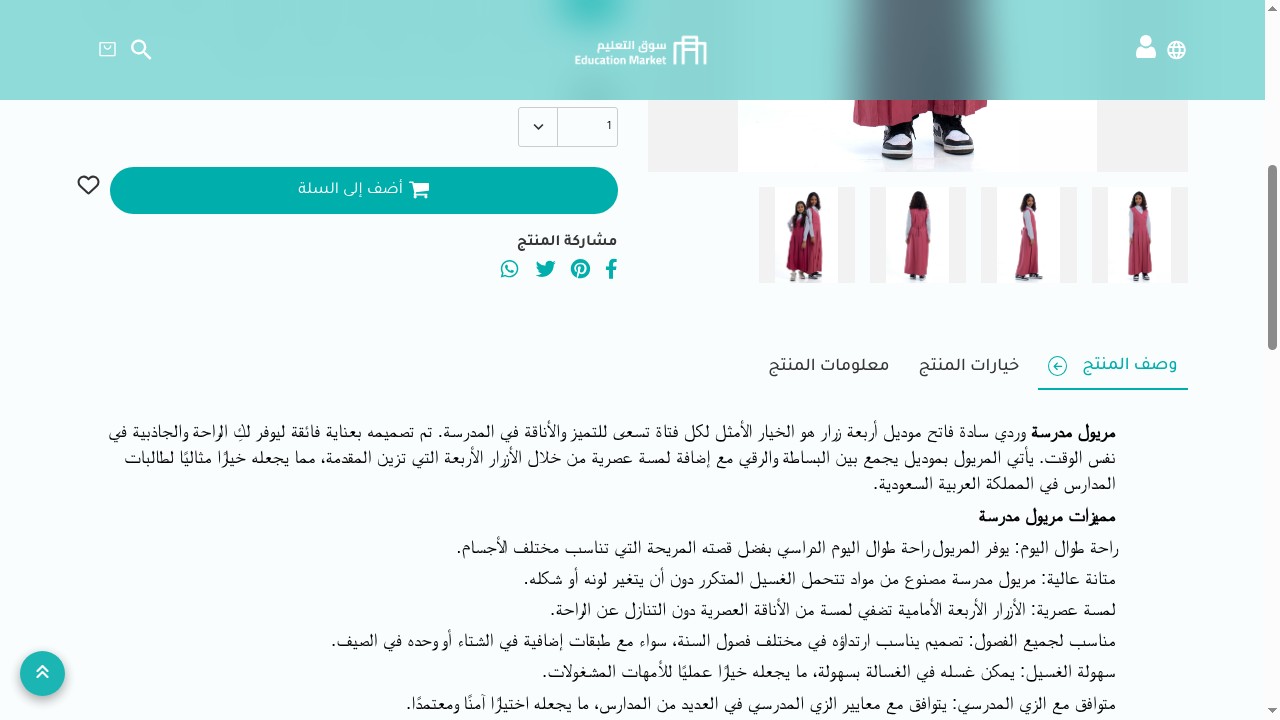 سوق التعليم
Education Market
1
أضف إلى السلة
مشاركة المنتج
وصف المنتج
خيارات المنتج
معلومات المنتج
مريول مدرسة وردي سادة فاتح موديل أربعة زرار هو الخيار الأمثل لكل فتاة تسعى للتميز والأناقة في المدرسة. تم تصميمه بعناية فائقة ليوفر لكِ الراحة والجاذبية في
نفس الوقت. يأتي المريول بموديل يجمع بين البساطة والرقي مع إضافة لمسة عصرية من خلال الأزرار الأربعة التي تزين المقدمة، مما يجعله خيارًا مثاليًا لطالبات
المدارس في المملكة العربية السعودية.
مميزات مريول مدرسة
راحة طوال اليوم: يوفر المريول راحة طوال اليوم الدراسي بفضل قصته المريحة التي تناسب مختلف الأجسام.
متانة عالية: مريول مدرسة مصنوع من مواد تتحمل الغسيل المتكرر دون أن يتغير لونه أو شكله.
لمسة عصرية: الأزرار الأربعة الأمامية تضفي لمسة من الأناقة العصرية دون التنازل عن الراحة.
مناسب لجميع الفصول: تصميم يناسب ارتداؤه في مختلف فصول السنة، سواء مع طبقات إضافية في الشتاء أو وحده في الصيف.
سهولة الغسيل: يمكن غسله في الغسالة بسهولة، ما يجعله خيارًا عمليًا للأمهات المشغولات.
متوافق مع الزي المدرسي: يتوافق مع معايير الزي المدرسي في العديد من المدارس، ما يجعله اختيارًا آمنًا ومعتمدًا.